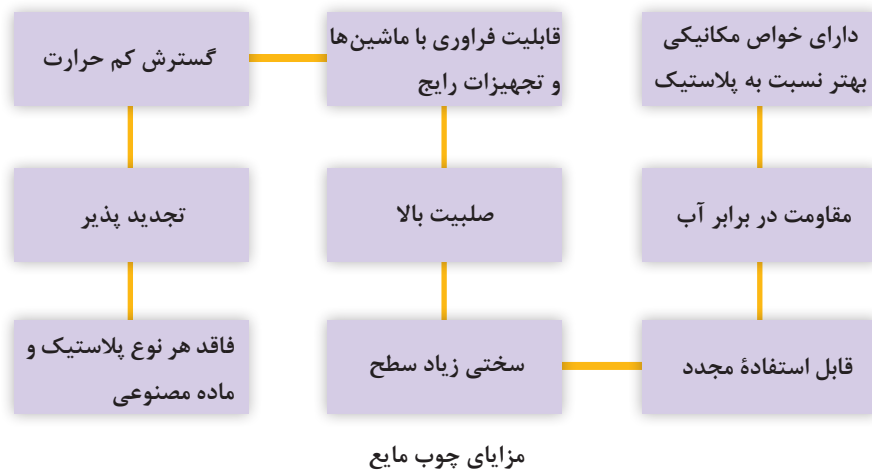 دارای خواص مکانیکی
بهتر نسبت به پلاستیک
مقاومت در برابر آب
قابل استفادۀ مجدد
سختی زیاد سطح
صلبیت بالا
قابلیت فراوری با ماشین‌ها
و تجهیزات رایج
گسترش کم حرارت
تجدید پذیر
فاقد هر نوع پلاستیک و
ماده مصنوعی
مزایای چوب مایع